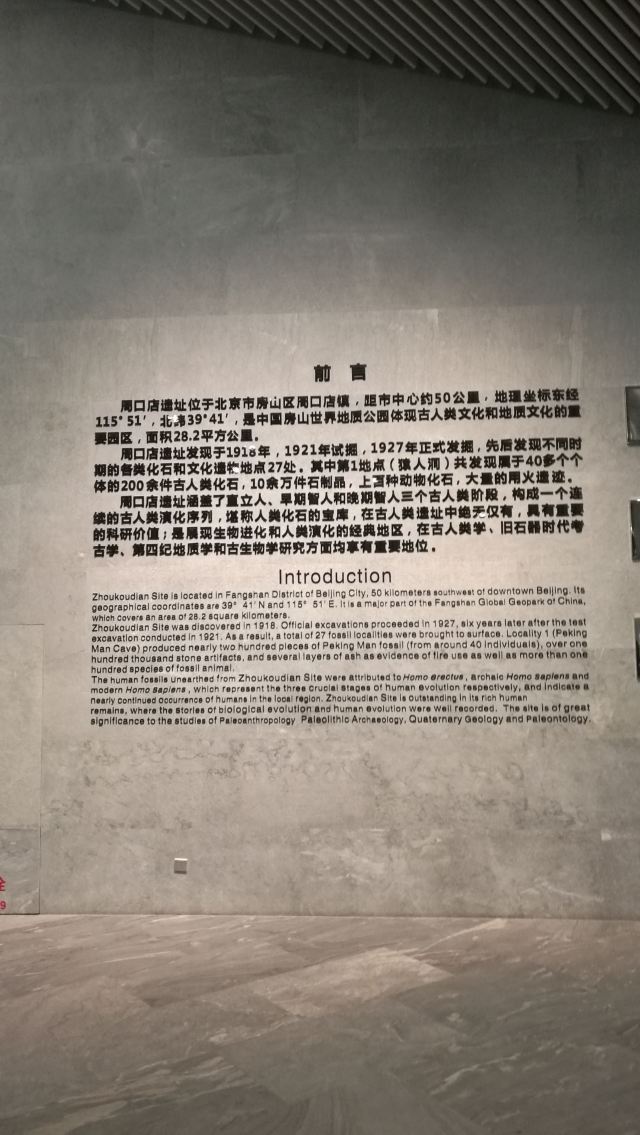 前 言
周口店遗址位于北京市房山区周口店镇，距市中心约50公里，地理坐标东经
115°51′，北纬39°41′，是中国房山世界地质公园体现古人类文化和地质文化的重
要园区，面积28.2平方公里。
周口店遗址发现于1918年，1921年试掘，1927年正式发掘，先后发现不同时
期的各类化石和文化遗物地点27处。其中第1地点（猿人洞）共发现属于40多个个
体的200余件古人类化石，10余万件石制品，上百种动物化石，大量的用火遗迹。
周口店遗址涵盖了直立人、早期智人和晚期智人三个古人类阶段，构成一个连
续的古人类演化序列，堪称人类化石的宝库，在古人类遗址中绝无仅有，具有重要
的科研价值；是展现生物进化和人类演化的经典地区，在古人类学、旧石器时代考
古学、第四纪地质学和古生物学研究方面均享有重要地位。
Introduction
Zhoukoudian Site is located in Fangshan District of Beijing City, 50 kilometers southwest of downtown Beijing. Its
geographical coordinates are 39° 41′ N and 115° 51′ E. It is a major part of the Fangshan Global Geopark of China,
which covers an area of 28.2 square kilometers.
Zhoukoudian Site was discovered in 1918. Official excavations proceeded in 1927, six years later after the test
excavation conducted in 1921. As a result, a total of 27 fossil localities were brought to surface. Locality 1 (Peking
Man Cave) produced nearly two hundred pieces of Peking Man fossil (from around 40 individuals), over one
hundred thousand stone artifacts, and several layers of ash as evidence of fire use as well as more than one
hundred species of fossil animal.
The human fossils unearthed from Zhoukoudian Site were attributed to Homo erectus, archaic Homo sapiens and
modern Homo sapiens, which represent the three crucial stages of human evolution respectively, and indicate a
nearly continued occurrence of humans in the local region. Zhoukoudian Site is outstanding in its rich human
remains, where the stories of biological evolution and human evolution were well recorded. The site is of great
significance to the studies of Paleoanthropology Paleolithic Archaeology, Quaternary Geology and Paleontology.
9